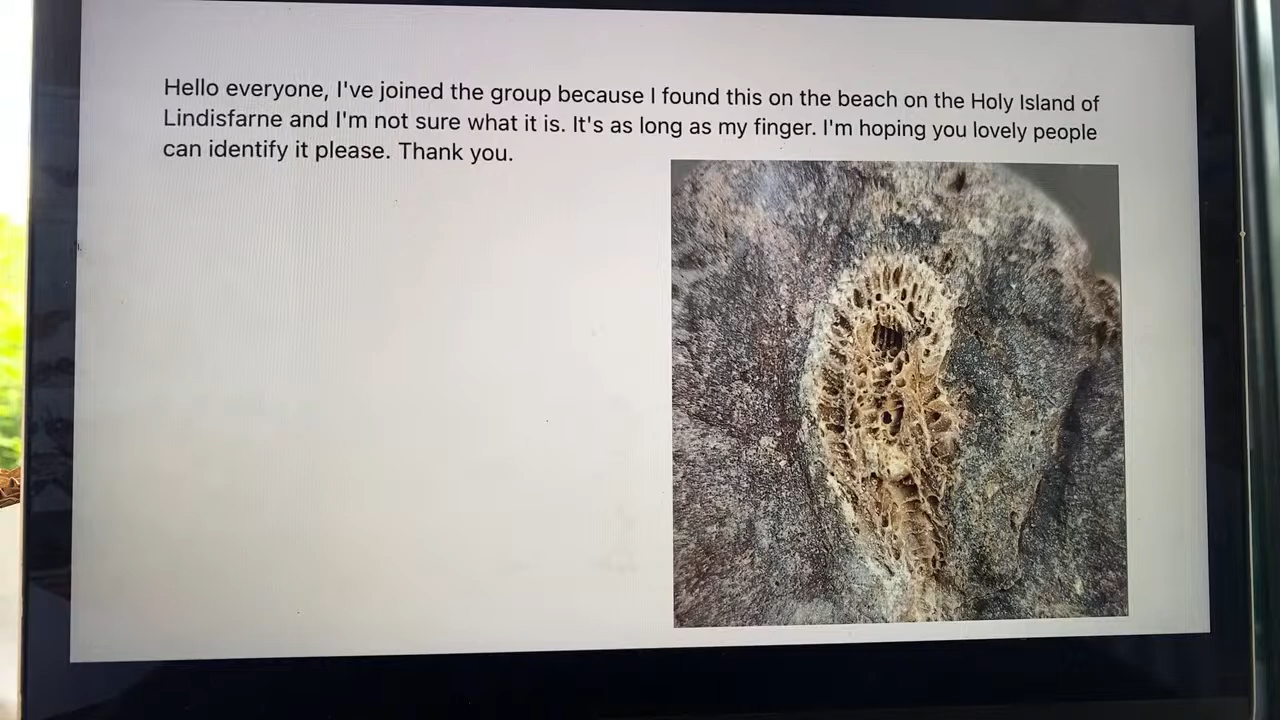 Hello everyone, I've joined the group because I found this on the beach on the Holy Island of
Lindisfarne and I'm not sure what it is. It's as long as my finger. I'm hoping you lovely people
can identify it please. Thank you.